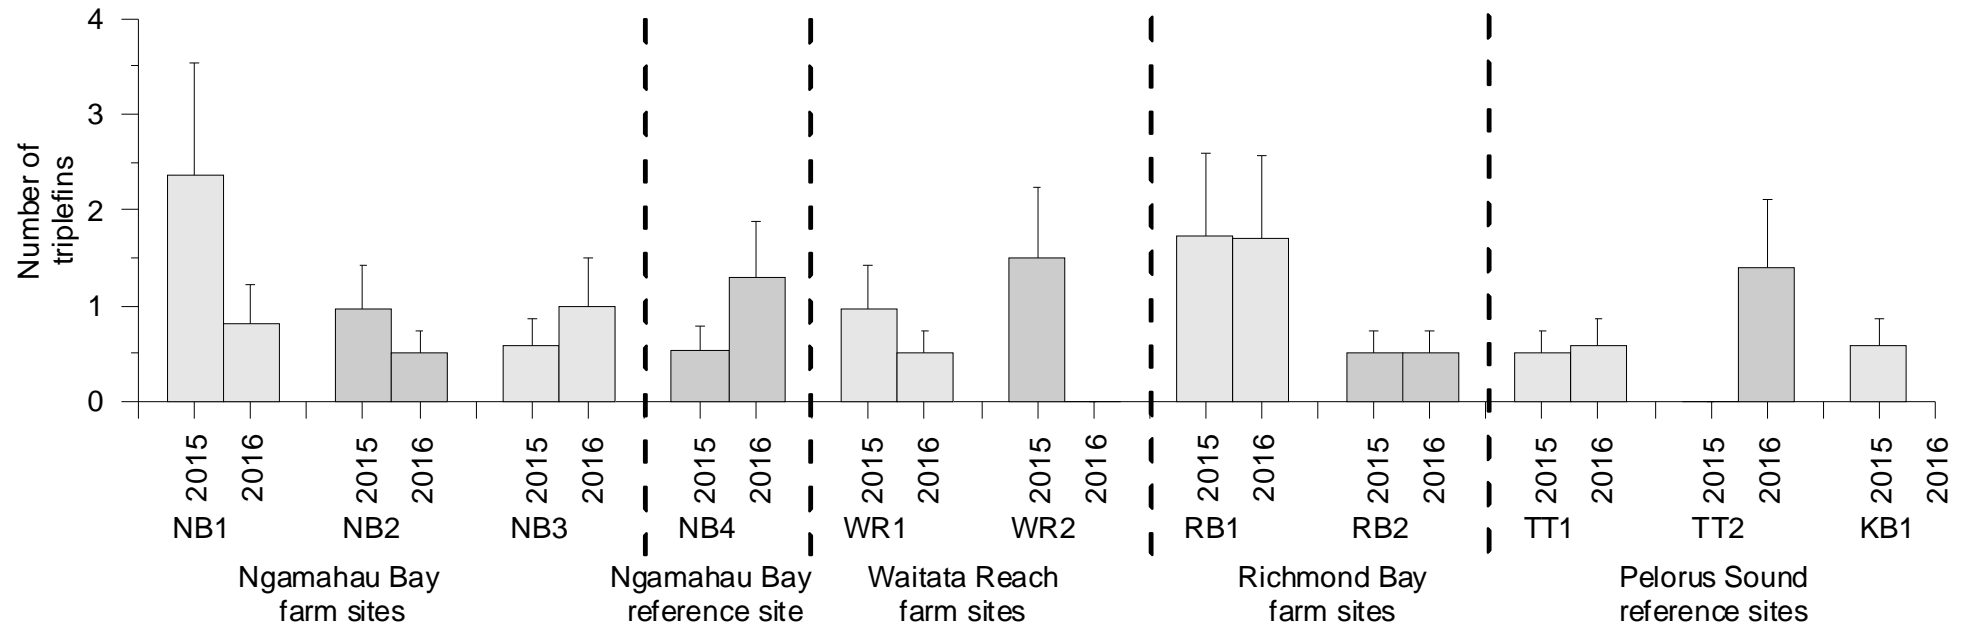 4
3
2
1
0
Number of
triplefins
2015 2016 2015 2016 2015 2016 2015 2016 2015 2016 2015 2016 2015 2016 2015 2016 2015 2016 2015 2016 2015 2016
NB1 NB2 NB3 NB4 WR1 WR2 RB1 RB2 TT1 TT2 KB1
Ngamahau Bay Ngamahau Bay Waitata Reach Richmond Bay Pelorus Sound
farm sites reference site farm sites farm sites reference sites